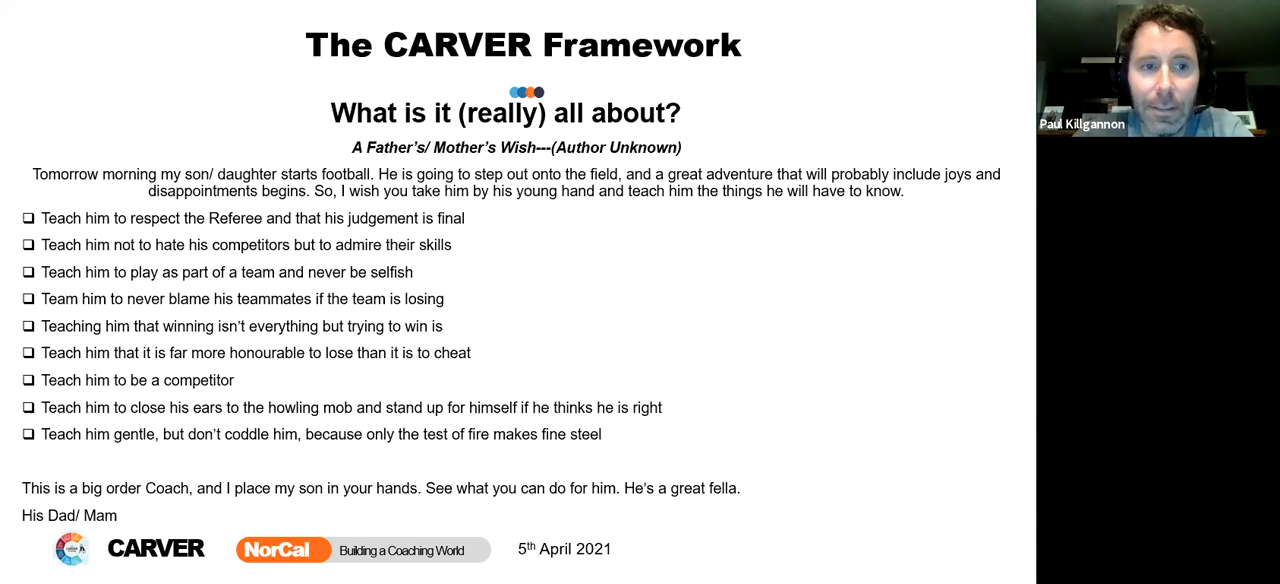 The CARVER Framework
What is it (really) all about?
A Father's/ Mother's Wish---(Author Unknown)
Tomorrow morning my son/ daughter starts football. He is going to step out onto the field, and a great adventure that will probably include joys and
disappointments begins. So, I wish you take him by his young hand and teach him the things he will have to know.
Teach him to respect the Referee and that his judgement is final
Teach him not to hate his competitors but to admire their skills
Teach him to play as part of a team and never be selfish
Team him to never blame his teammates if the team is losing
Teaching him that winning isn't everything but trying to win is
Teach him that it is far more honourable to lose than it is to cheat
Teach him to be a competitor
Teach him to close his ears to the howling mob and stand up for himself if he thinks he is right
Teach him gentle, but don't coddle him, because only the test of fire makes fine steel
This is a big order Coach, and I place my son in your hands. See what you can do for him. He's a great fella.
His Dad/ Mam
CARVER
NorCal Building a Coaching World
5th April 2021
Paul Killgannon